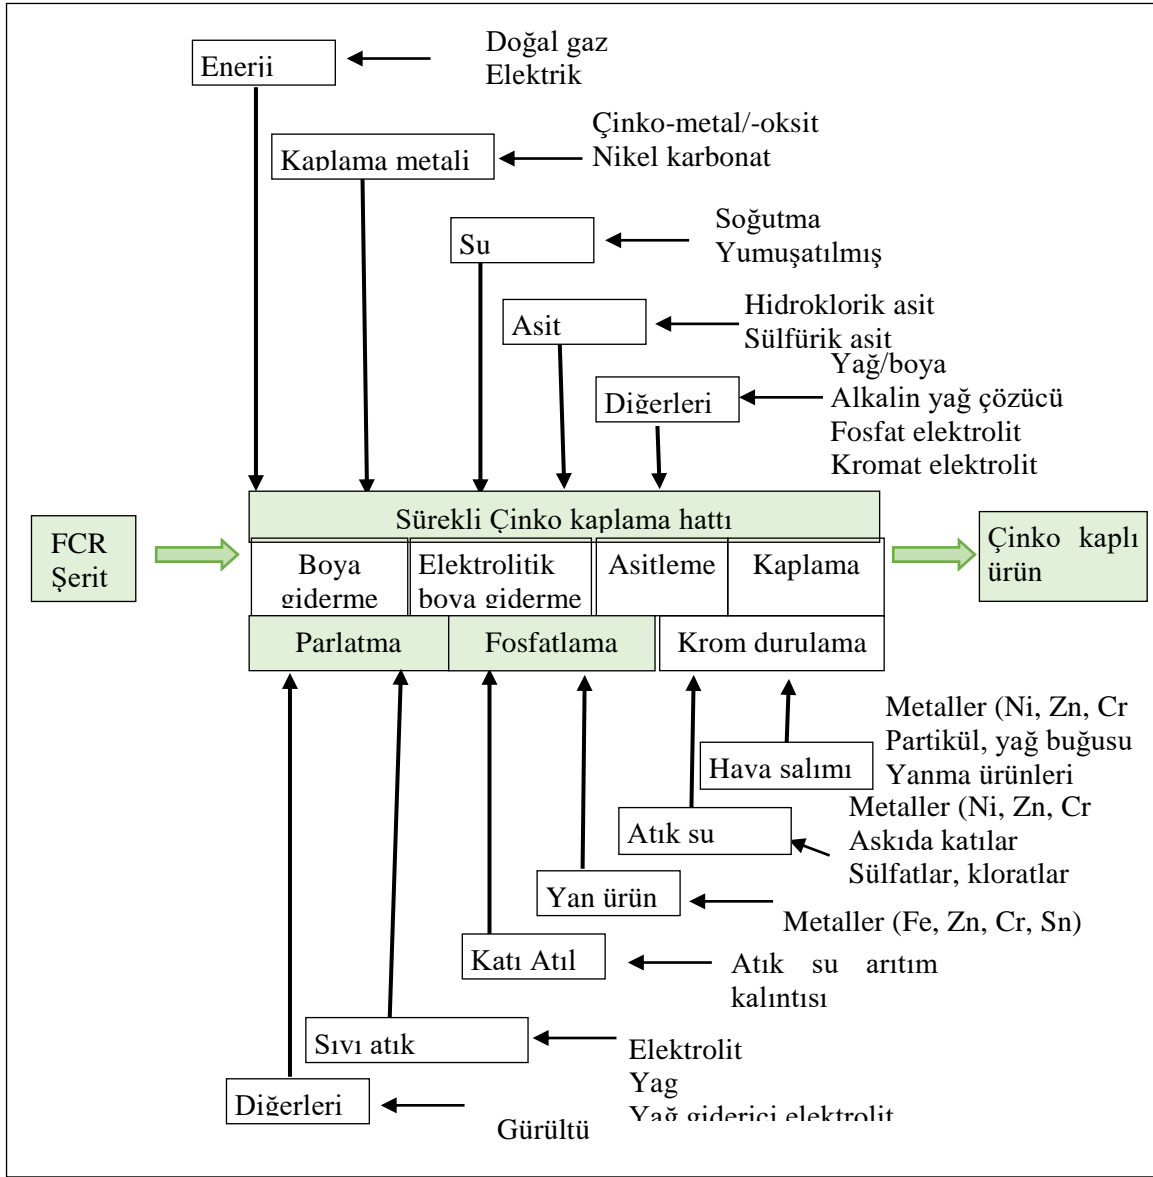 Doğal gaz
Elektrik
Enerji
Çinko-metal/-oksit
Nikel karbonat
Kaplama metali
Soğutma
Yumuşatılmış
Su
Hidroklorik asit
Sülfürik asit
Asit
Yağ/boya
Alkalin yağ çözücü
Fosfat elektrolit
Kromat elektrolit
Diğerleri
FCR
Şerit
Sürekli Çinko kaplama hattı
Boya
giderme
Elektrolitik
boya giderme
Asitleme
Kaplama
Çinko kaplı
ürün
Parlatma
Fosfatlama
Krom durulama
Metaller (Ni, Zn, Cr
Partikül, yağ buğusu
Yanma ürünleri
Hava salımı
Metaller (Ni, Zn, Cr
Askıda katılar
Sülfatlar, kloratlar
Atık su
Yan ürün
Metaller (Fe, Zn, Cr, Sn)
Katı Atıl
Atık su arıtım
kalıntısı
Sıvı atık
Elektrolit
Yag
Yağ giderici elektrolit
Diğerleri
Gürültü